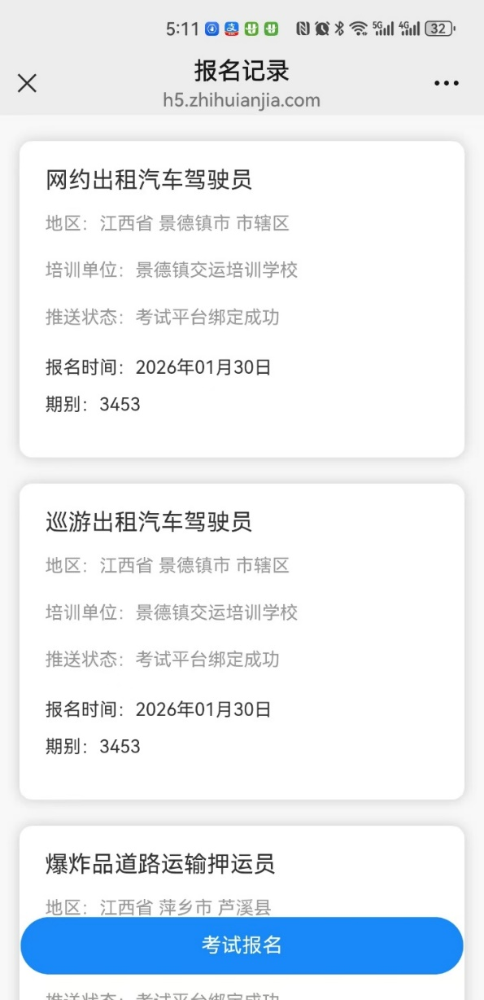 5:11
5G
4G
32
报名记录
h5.zhihuianjia.com
网约出租汽车驾驶员
地区：江西省 景德镇市 市辖区
培训单位：景德镇交运培训学校
推送状态：考试平台绑定成功
报名时间：2026年01月30日
期别：3453
巡游出租汽车驾驶员
地区：江西省 景德镇市 市辖区
培训单位：景德镇交运培训学校
推送状态：考试平台绑定成功
报名时间：2026年01月30日
期别：3453
爆炸品道路运输押运员
地区：江西省 萍乡市 芦溪县
考试报名
推送状态：考试平台绑定成功